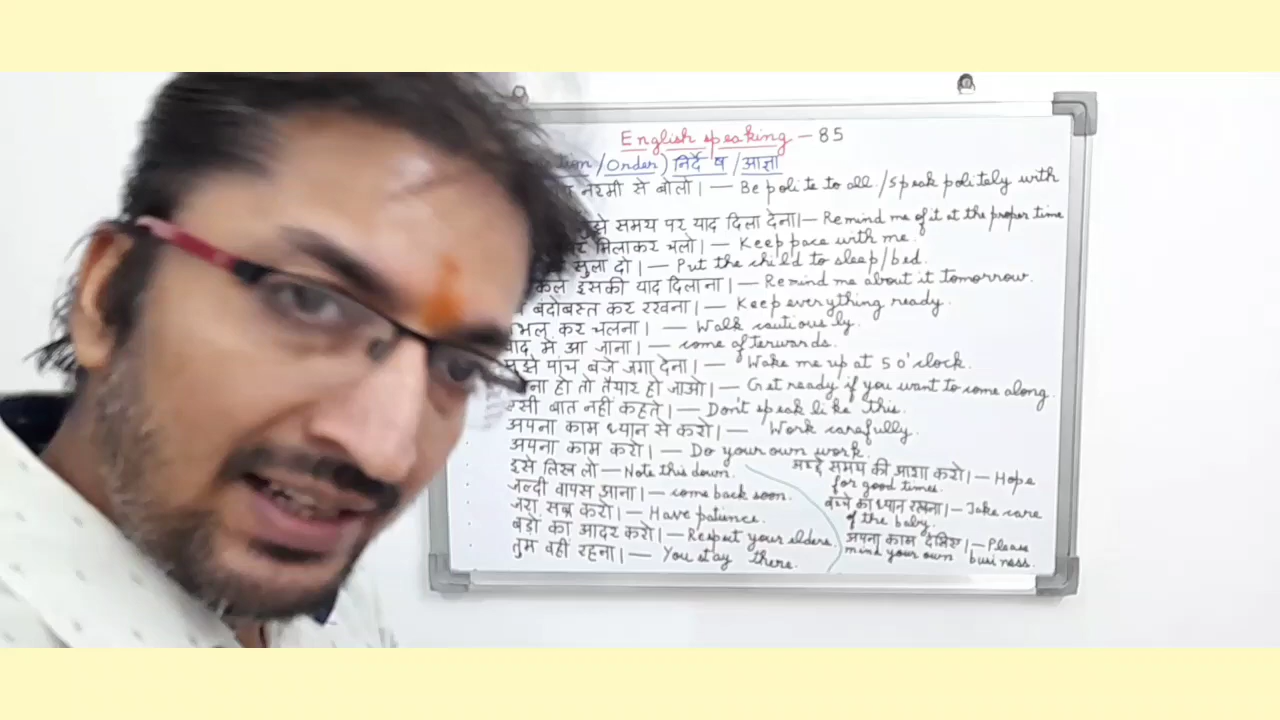 English speaking - 85
/Order) निर्देष /आज्ञा
नरमी से बोलो। - Be polite to all. / Speak politely with
समय पर याद दिला देना। - Remind me of it at the proper time
मिलाकर चलो। - Keep pace with me.
सुला दो। - Put the child to sleep/bed.
कल इसकी याद दिलाना। - Remind me about it tomorrow.
बंदोबस्त कर रखना। - Keep everything ready.
कर चलना। - Walk cautiously.
बाद में आ जाना। - come afterwards.
मुझे पांच बजे जगा देना। - Wake me up at 5 o'clock.
हो तो तैयार हो जाओ। - Get ready if you want to come along.
ऐसी बात नहीं कहते। - Don't speak like this.
अपना काम ध्यान से करो। - Work carefully.
अपना काम करो। - Do your own work.
इसे लिख लो - Note this down.
जल्दी वापस आना। - come back soon.
जरा सब्र करो। - Have patience.
बड़ों का आदर करो। - Respect your elders.
तुम वहीं रहना। - You stay there.
अच्छे समय की आशा करो। - Hope
for good times.
बच्चे का ध्यान रखना। - Take care
of the baby.
अपना काम देखिए। - Please
mind your own business.